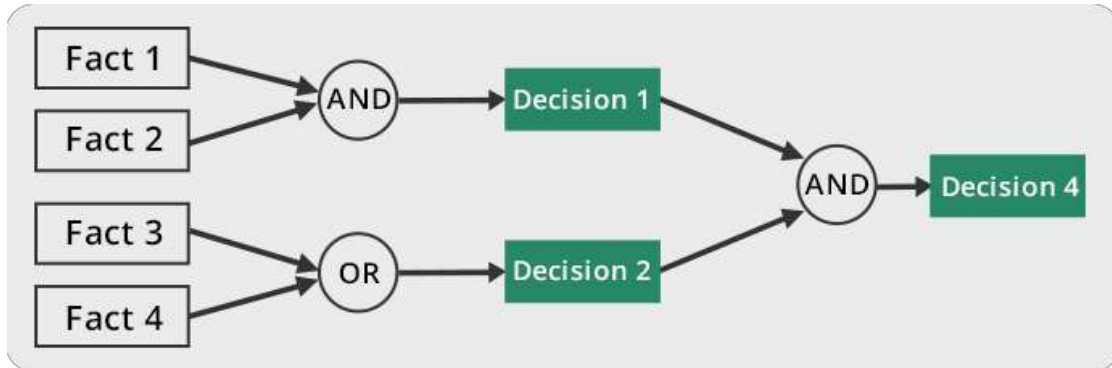 Fact 1
Fact 2
AND
Decision 1
Fact 3
Fact 4
OR
Decision 2
AND
Decision 4